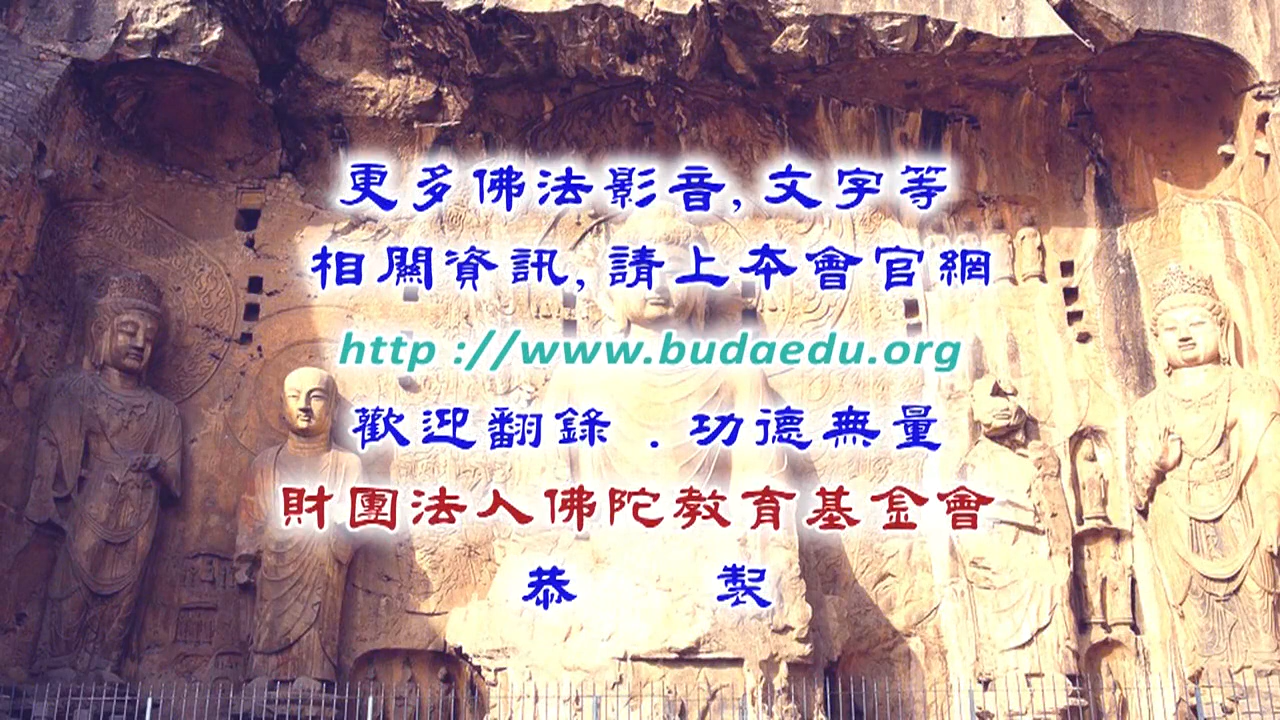 更多佛法影音,文字等
相關資訊,請上本會官網
http ://www.budaedu.org
歡迎翻錄 . 功德無量
財團法人佛陀教育基金會
恭 製